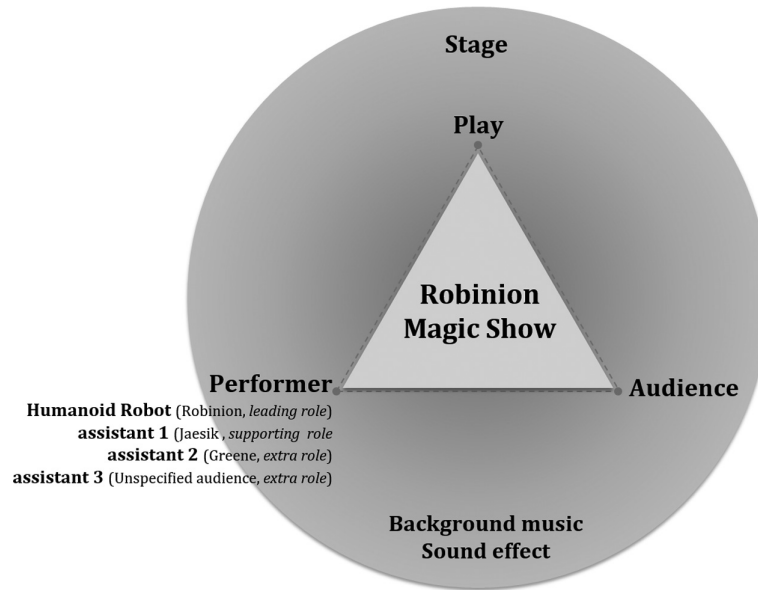 Stage
Play
Robinion
Magic Show
Performer
Audience
Humanoid Robot (Robinion, leading role)
assistant 1 (Jaesik , supporting role
assistant 2 (Greene, extra role)
assistant 3 (Unspecified audience, extra role)
Background music
Sound effect